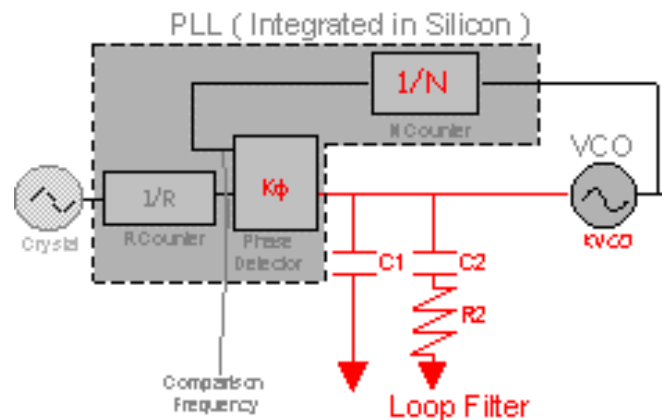 PLL ( Integrated in Silicon )
1/N
N Counter
VCO
Kϕ
1/R
Crystal
R Counter
Phase
Detector
KVCO
C1
C2
R2
Comparison
Frequency
Loop Filter